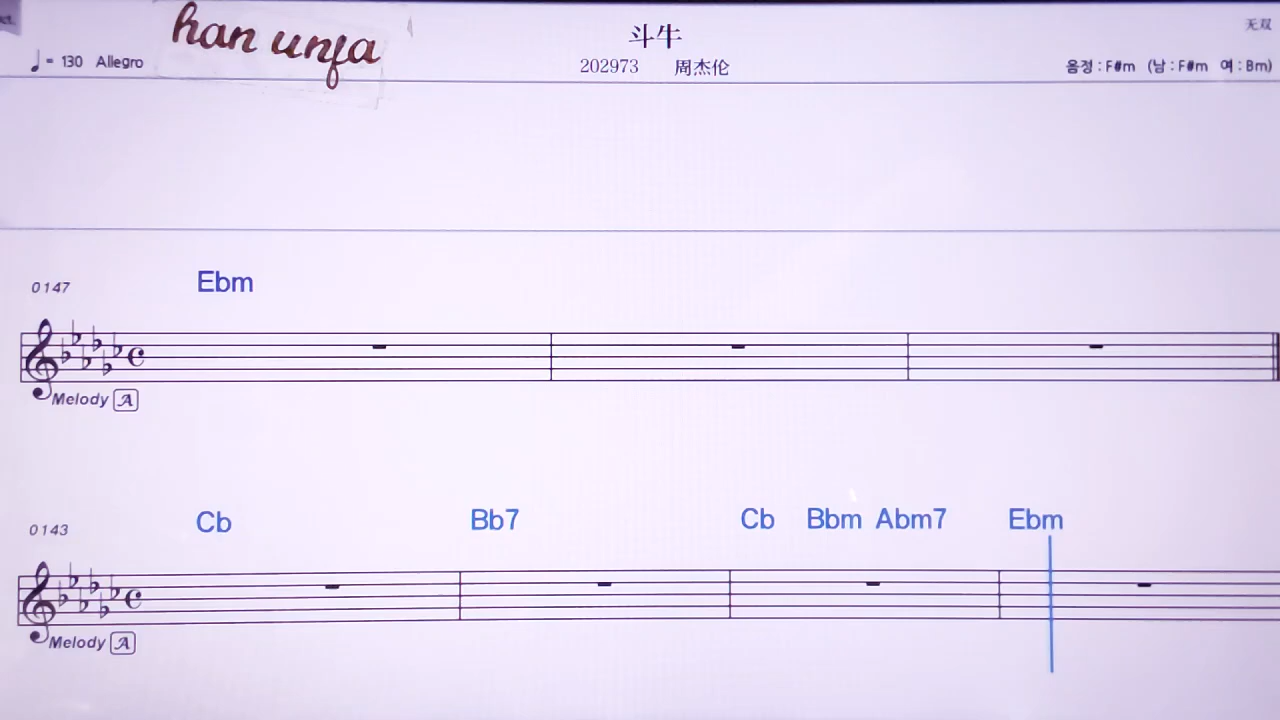 han unfa
斗牛
无双
♩= 130 Allegro
202973 周杰伦
음정 : F#m (남 : F#m 여 : Bm)
Ebm
0147
Melody A
Cb Bb7 Cb Bbm Abm7 Ebm
0143
Melody A